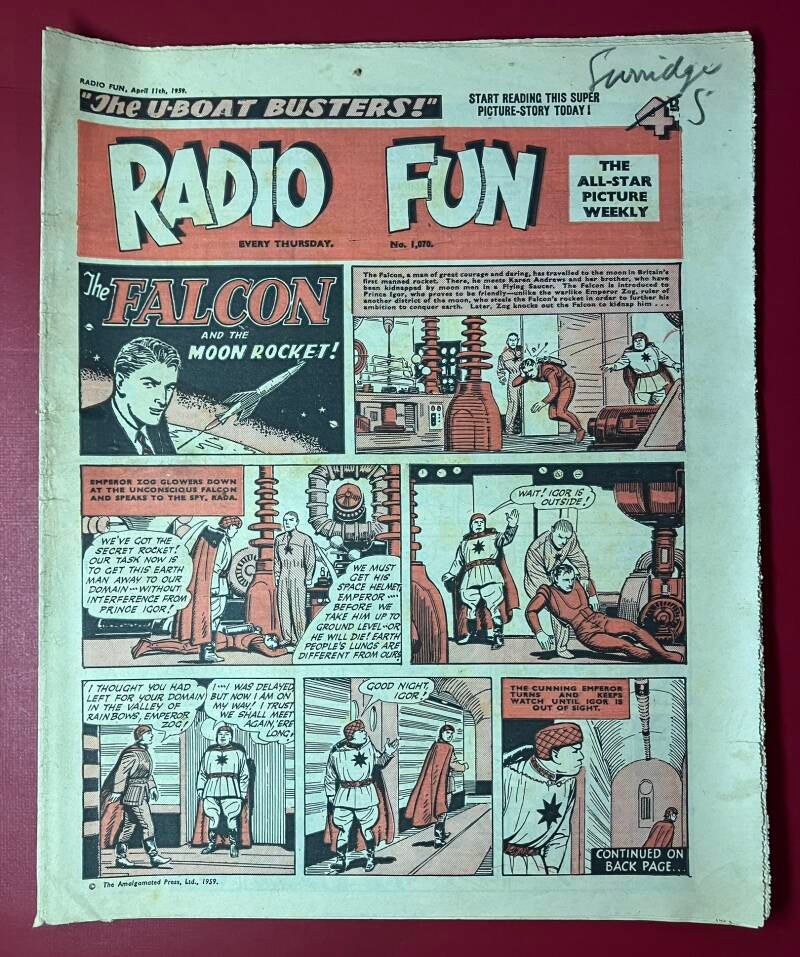 RADIO FUN, April 11th, 1959.
Surridge
5
"The U-BOAT BUSTERS!"
START READING THIS SUPER
PICTURE-STORY TODAY!
4D
RADIO FUN
THE
ALL-STAR
PICTURE
WEEKLY
EVERY THURSDAY. No. 1,070.
The FALCON
AND THE
MOON ROCKET!
The Falcon, a man of great courage and daring, has travelled to the moon in Britain's
first manned rocket. There, he meets Karen Andrews and her brother, who have
been kidnapped by moon men in a Flying Saucer. The Falcon is introduced to
Prince Igor, who proves to be friendly—unlike the warlike Emperor Zog, ruler of
another district of the moon, who steals the Falcon's rocket in order to further his
ambition to conquer earth. Later, Zog knocks out the Falcon to kidnap him . . .
EMPEROR ZOG GLOWERS DOWN
AT THE UNCONSCIOUS FALCON
AND SPEAKS TO THE SPY, KADA.
WE'VE GOT THE
SECRET ROCKET!
OUR TASK NOW IS
TO GET THIS EARTH
MAN AWAY TO OUR
DOMAIN---WITHOUT
INTERFERENCE FROM
PRINCE IGOR!
WE MUST
GET HIS
SPACE HELMET,
EMPEROR----
BEFORE WE
TAKE HIM UP TO
GROUND LEVEL--OR
HE WILL DIE! EARTH
PEOPLE'S LUNGS ARE
DIFFERENT FROM OURS
WAIT! IGOR IS
OUTSIDE!
I THOUGHT YOU HAD
LEFT FOR YOUR DOMAIN
IN THE VALLEY OF
RAINBOWS, EMPEROR
ZOG!
I---I WAS DELAYED,
BUT NOW I AM ON
MY WAY! I TRUST
WE SHALL MEET
AGAIN, ERE
LONG!
GOOD NIGHT,
IGOR!
THE CUNNING EMPEROR
TURNS AND KEEPS
WATCH UNTIL IGOR IS
OUT OF SIGHT.
CONTINUED ON
BACK PAGE...
© The Amalgamated Press, Ltd., 1959.